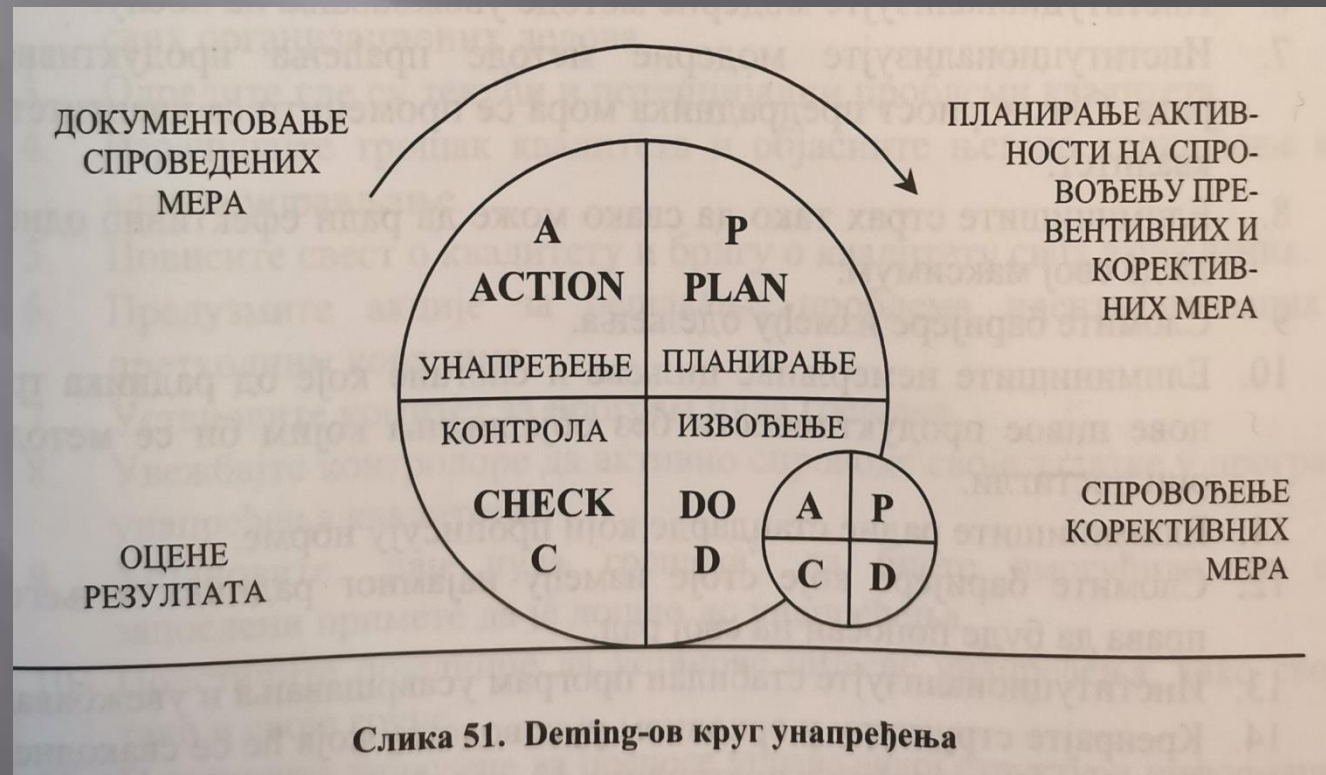 ДОКУМЕНТОВАЊЕ
СПРОВЕДЕНИХ
МЕРА
ПЛАНИРАЊЕ АКТИВ-
НОСТИ НА СПРО-
ВОЂЕЊУ ПРЕ-
ВЕНТИВНИХ И
КОРЕКТИВ-
НИХ МЕРА
A
ACTION
УНАПРЕЂЕЊЕ
P
PLAN
ПЛАНИРАЊЕ
КОНТРОЛА
CHECK
C
ИЗВОЂЕЊЕ
DO
D
A P
C D
ОЦЕНЕ
РЕЗУЛТАТА
СПРОВОЂЕЊЕ
КОРЕКТИВНИХ
МЕРА
Слика 51. Deming-ов круг унапређења